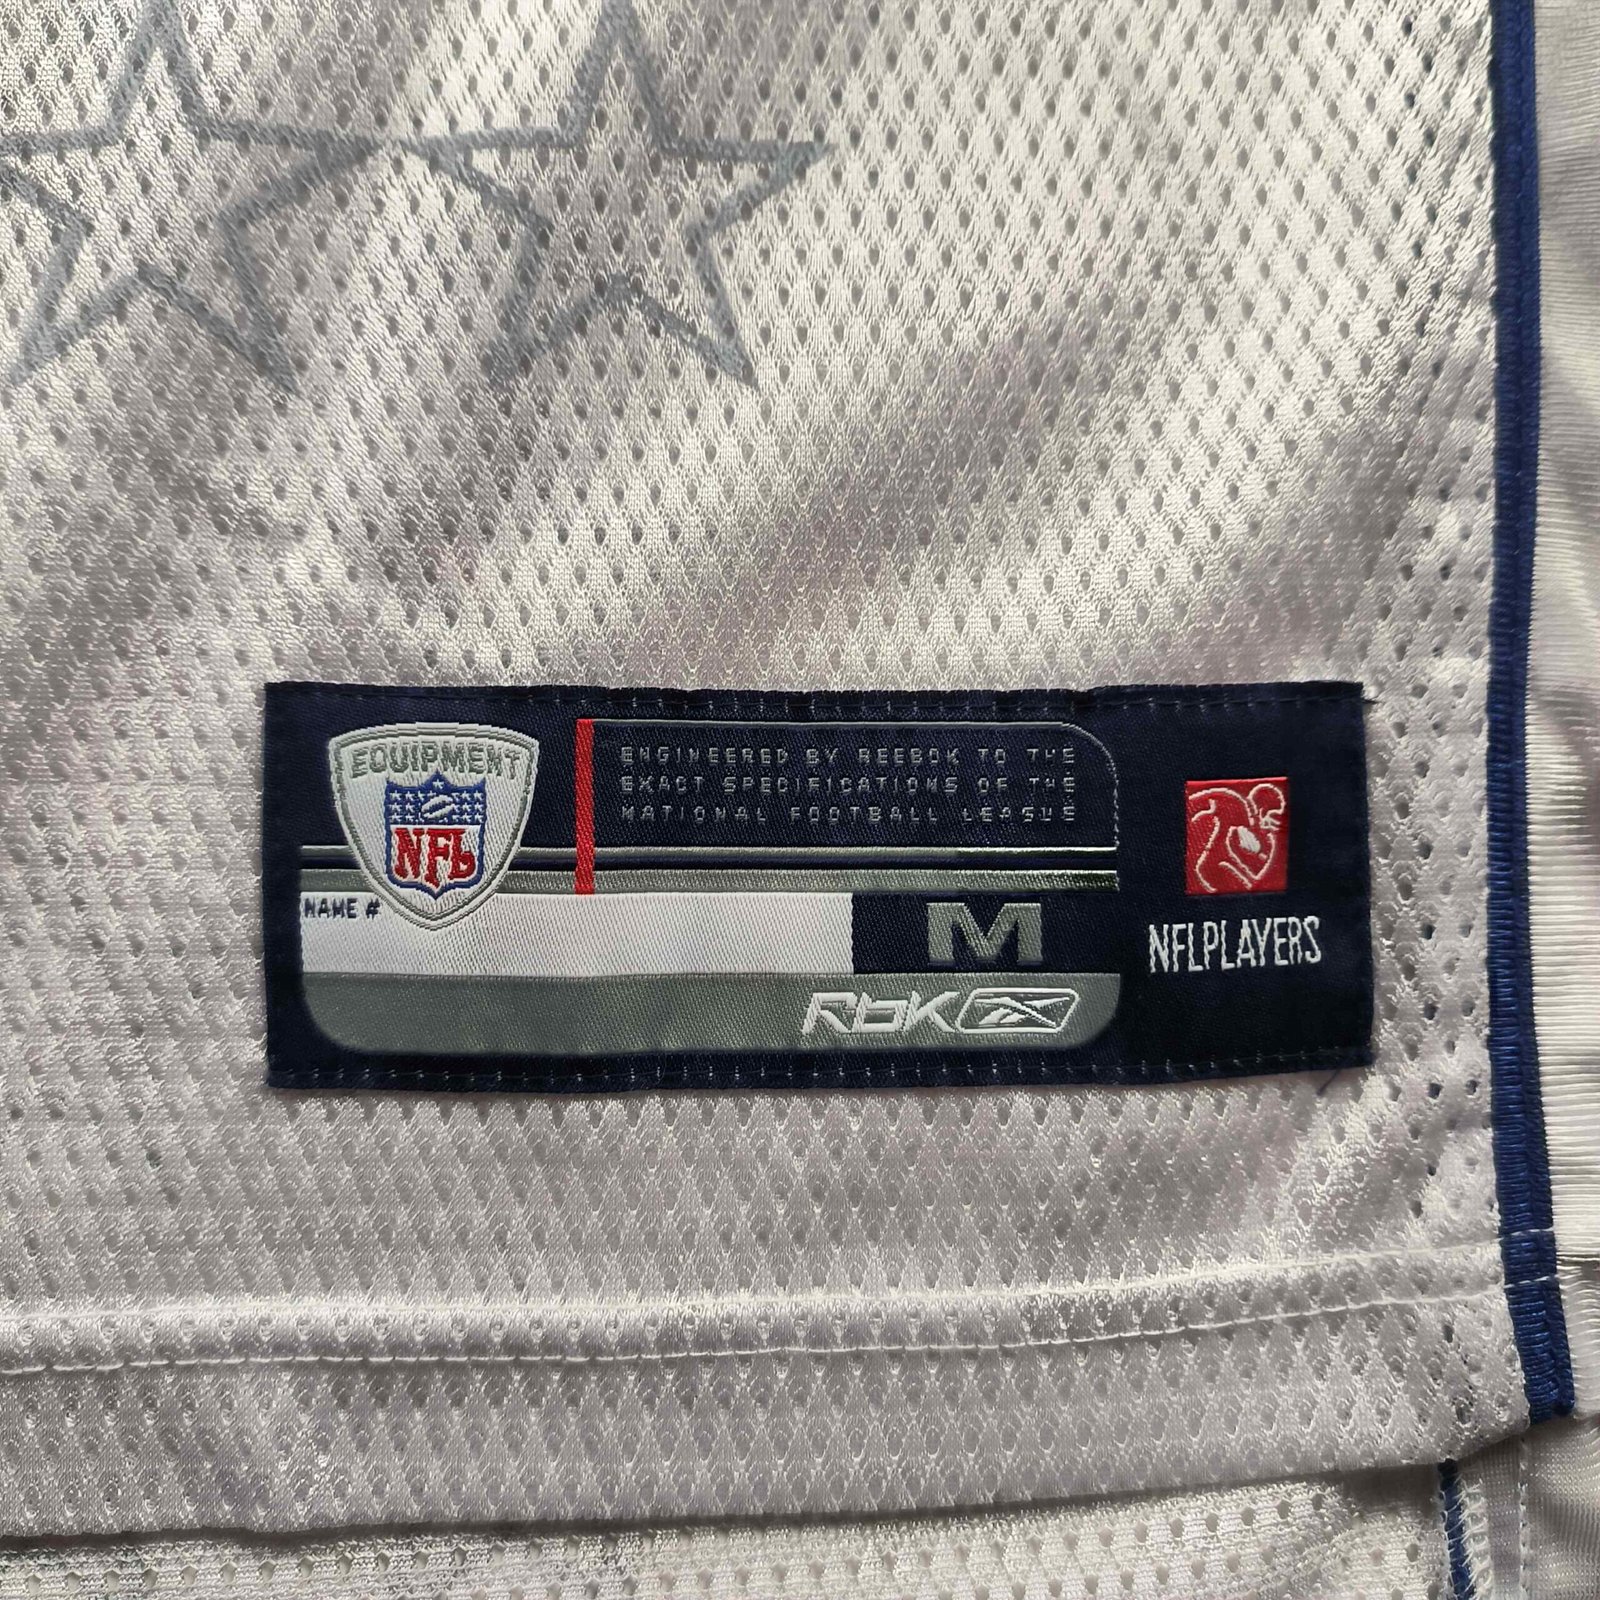 EQUIPMENT
NFL
ENGINEERED BY REEBOK TO THE
EXACT SPECIFICATIONS OF THE
NATIONAL FOOTBALL LEAGUE
NAME #
M
RBK
NFLPLAYERS